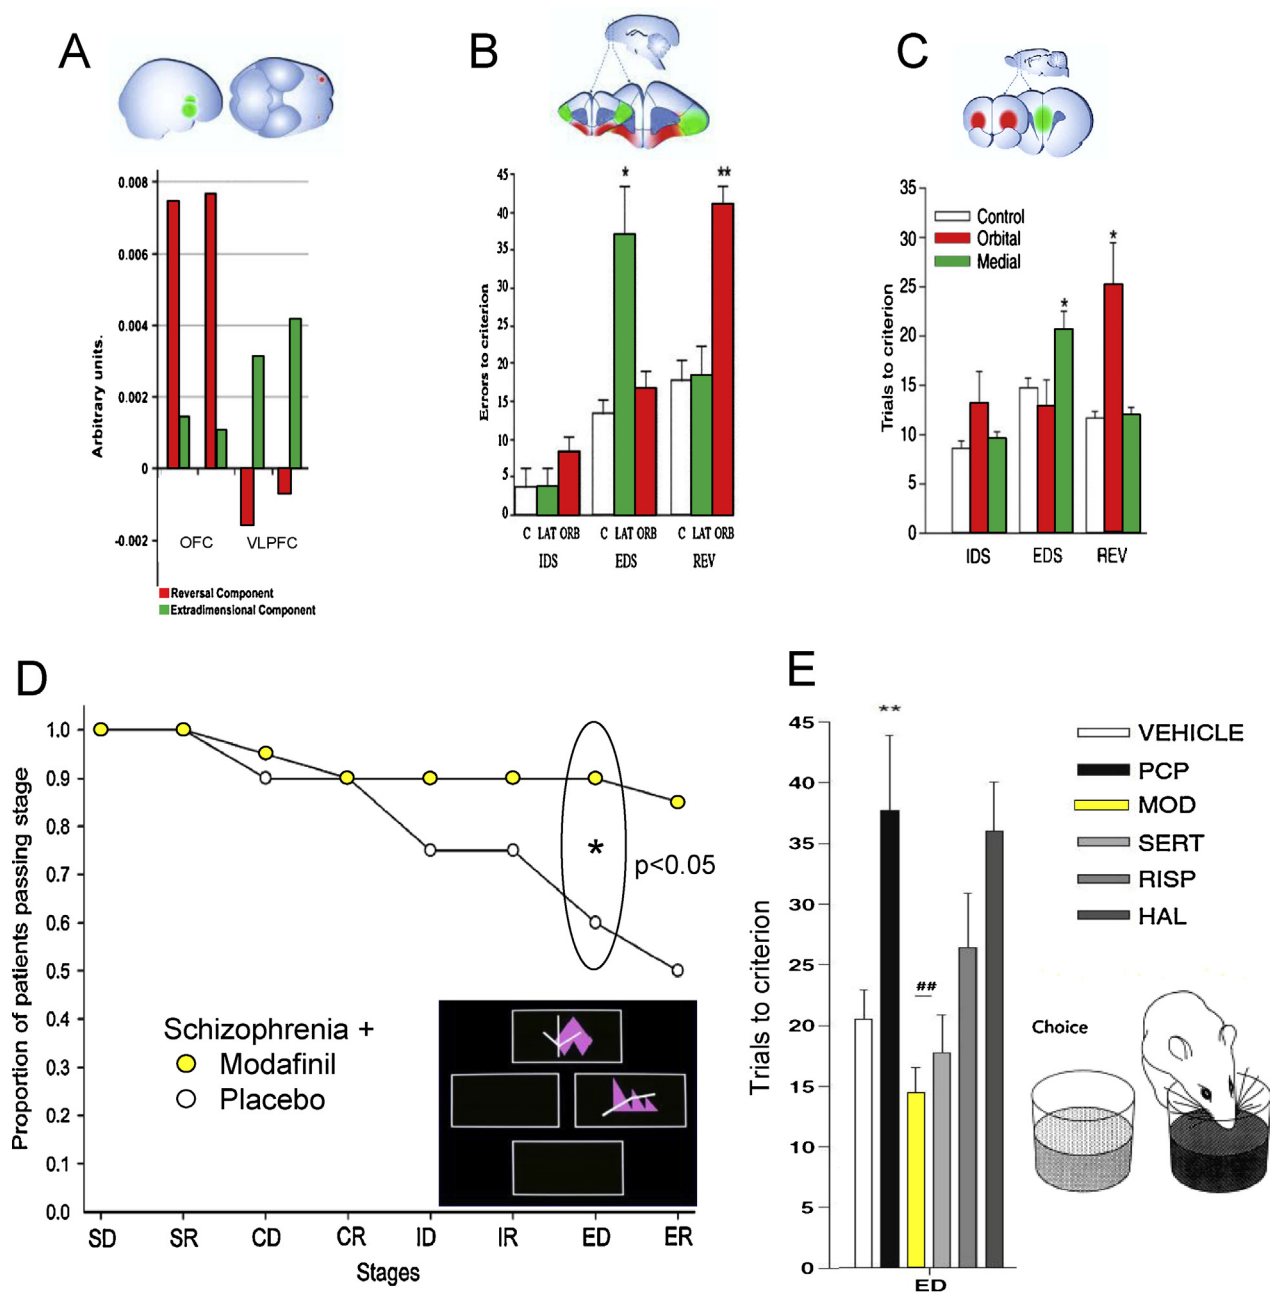 A
B
C
0.008
0.006
0.004
0.002
0
-0.002
Arbitrary units.
OFC
VLPFC
Reversal Component
Extradimensional Component
45
40
35
30
25
20
15
10
5
0
Errors to criterion
*
**
C LAT ORB
C LAT ORB
C LAT ORB
IDS
EDS
REV
35
30
25
20
15
10
5
0
Trials to criterion
Control
Orbital
Medial
*
*
IDS
EDS
REV
D
1.0
0.9
0.8
0.7
0.6
0.5
0.4
0.3
0.2
0.1
0.0
Proportion of patients passing stage
*
p<0.05
Schizophrenia +
Modafinil
Placebo
SD SR CD CR ID IR ED ER
Stages
E
45
40
35
30
25
20
15
10
5
0
Trials to criterion
**
##
ED
VEHICLE
PCP
MOD
SERT
RISP
HAL
Choice